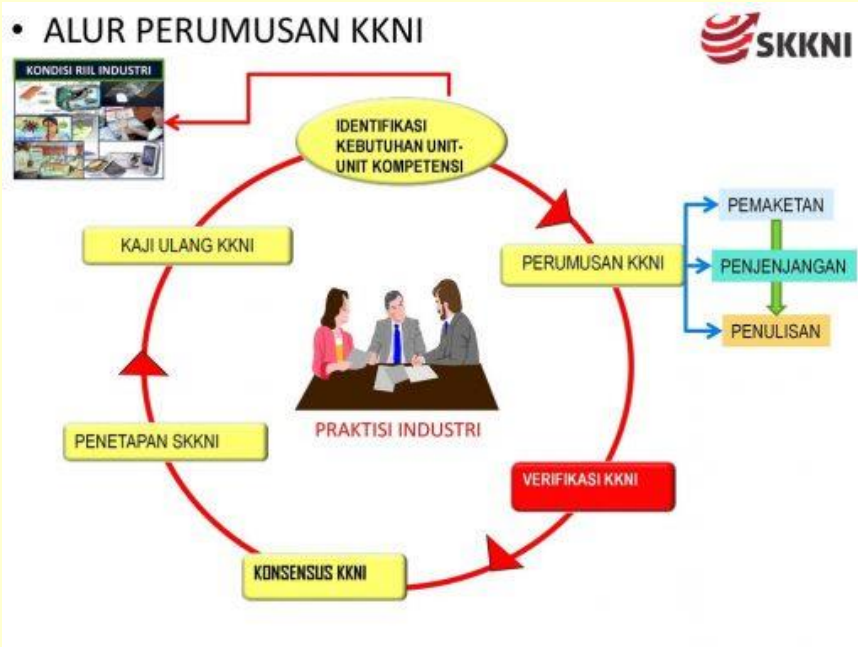 • ALUR PERUMUSAN KKNI
SKKNI
KONDISI RIIL INDUSTRI
IDENTIFIKASI
KEBUTUHAN UNIT-
UNIT KOMPETENSI
PEMAKETAN
KAJI ULANG KKNI
PERUMUSAN KKNI
PENJENJANGAN
PENULISAN
PRAKTISI INDUSTRI
PENETAPAN SKKNI
VERIFIKASI KKNI
KONSENSUS KKNI